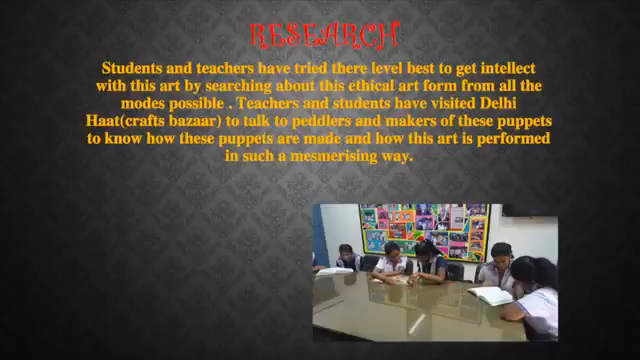 RESEARCH
Students and teachers have tried there level best to get intellect
with this art by searching about this ethical art form from all the
modes possible . Teachers and students have visited Delhi
Haat(crafts bazaar) to talk to peddlers and makers of these puppets
to know how these puppets are made and how this art is performed
in such a mesmerising way.